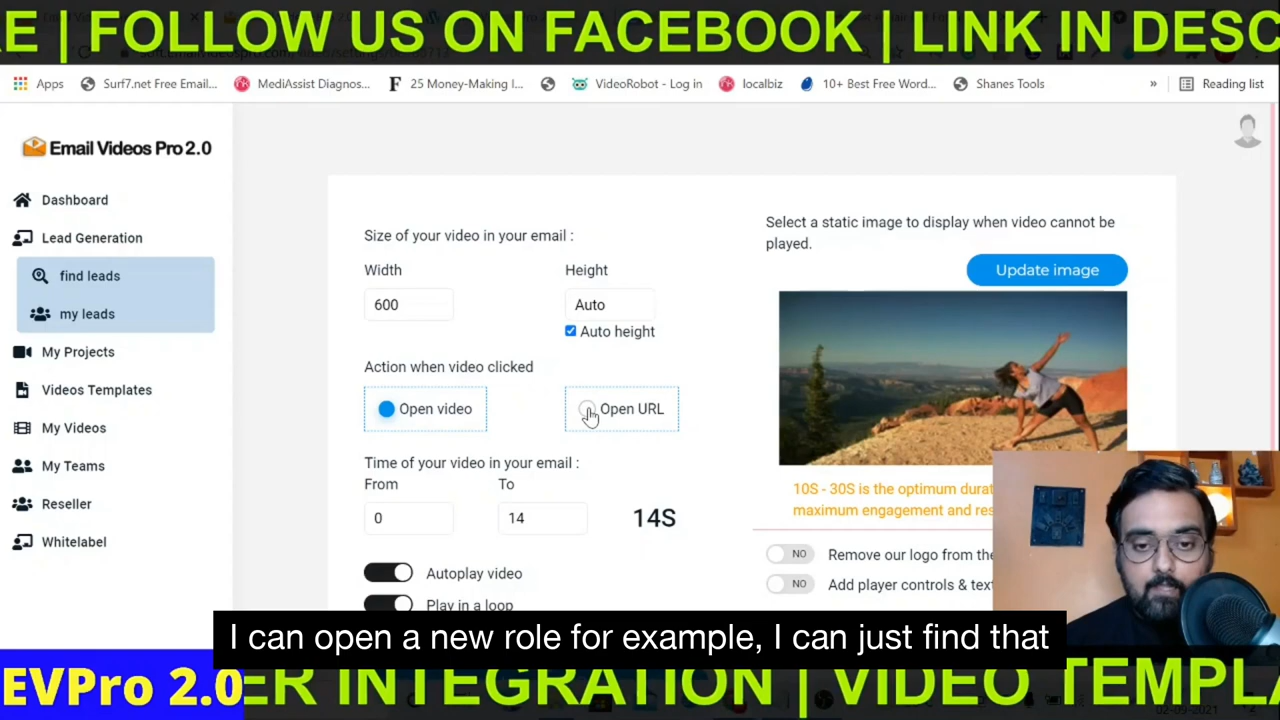 E | FOLLOW US ON FACEBOOK | LINK IN DESC
Apps
Surf7.net Free Email...
MediAssist Diagnos...
25 Money-Making I...
VideoRobot - Log in
localbiz
10+ Best Free Word...
Shanes Tools
»
Reading list
Email Videos Pro 2.0
Dashboard
Lead Generation
find leads
my leads
My Projects
Videos Templates
My Videos
My Teams
Reseller
Whitelabel
Size of your video in your email :
Width
Height
600
Auto
Auto height
Action when video clicked
Open video
Open URL
Time of your video in your email :
From
To
0
14
14S
Autoplay video
Play in a loop
Select a static image to display when video cannot be
played.
Update image
10S - 30S is the optimum durat
maximum engagement and res
NO
Remove our logo from the
NO
Add player controls & text
I can open a new role for example, I can just find that
EVPro 2.0
ER INTEGRATION | VIDEO TEMPLA
02-09-2021